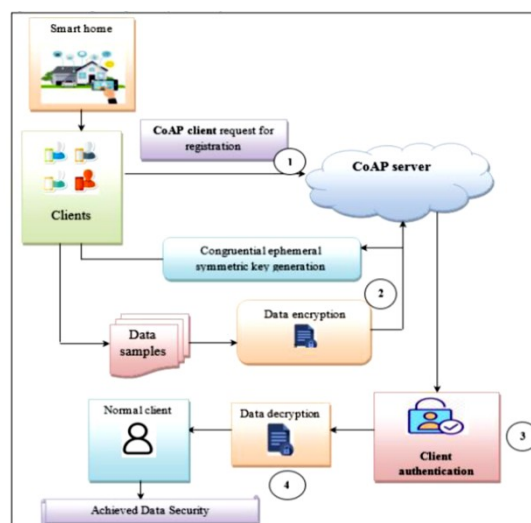 Smart home
CoAP client request for
registration
1
CoAP server
Clients
Congruential ephemeral
symmetric key generation
2
Data encryption
Data
samples
Normal client
Data decryption
3
Client
authentication
4
Achieved Data Security